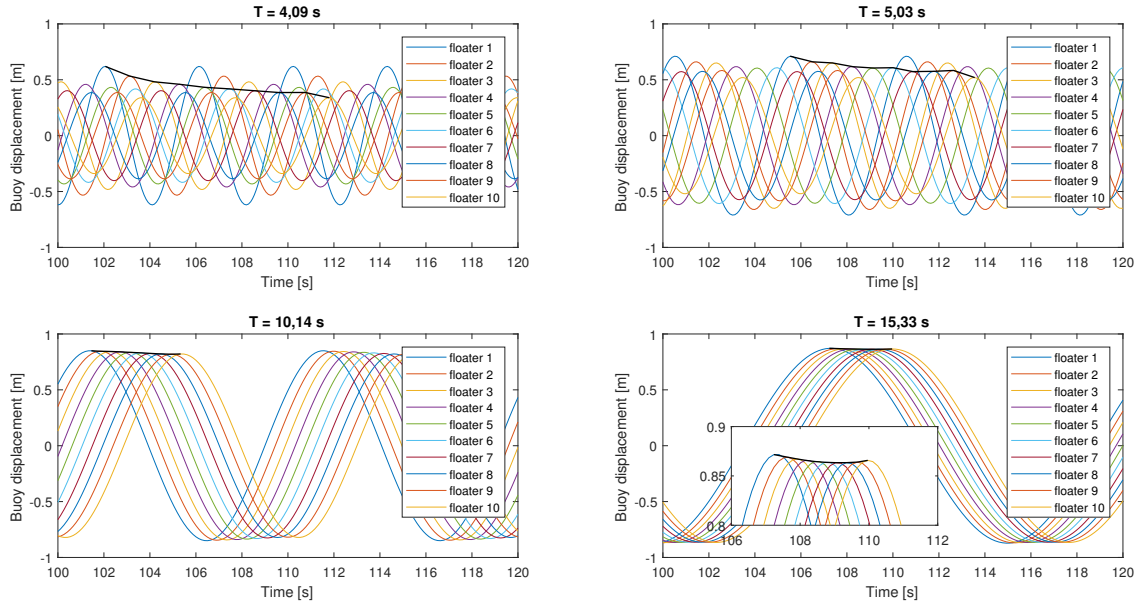 T = 4,09 s
Buoy displacement [m]
1
0.5
0
-0.5
-1
100 102 104 106 108 110 112 114 116 118 120
Time [s]
floater 1
floater 2
floater 3
floater 4
floater 5
floater 6
floater 7
floater 8
floater 9
floater 10
T = 5,03 s
Buoy displacement [m]
1
0.5
0
-0.5
-1
100 102 104 106 108 110 112 114 116 118 120
Time [s]
floater 1
floater 2
floater 3
floater 4
floater 5
floater 6
floater 7
floater 8
floater 9
floater 10
T = 10,14 s
Buoy displacement [m]
1
0.5
0
-0.5
-1
100 102 104 106 108 110 112 114 116 118 120
Time [s]
floater 1
floater 2
floater 3
floater 4
floater 5
floater 6
floater 7
floater 8
floater 9
floater 10
T = 15,33 s
Buoy displacement [m]
1
0.5
0
-0.5
-1
100 102 104 106 108 110 112 114 116 118 120
Time [s]
floater 1
floater 2
floater 3
floater 4
floater 5
floater 6
floater 7
floater 8
floater 9
floater 10
0.9
0.85
0.8
106 108 110 112